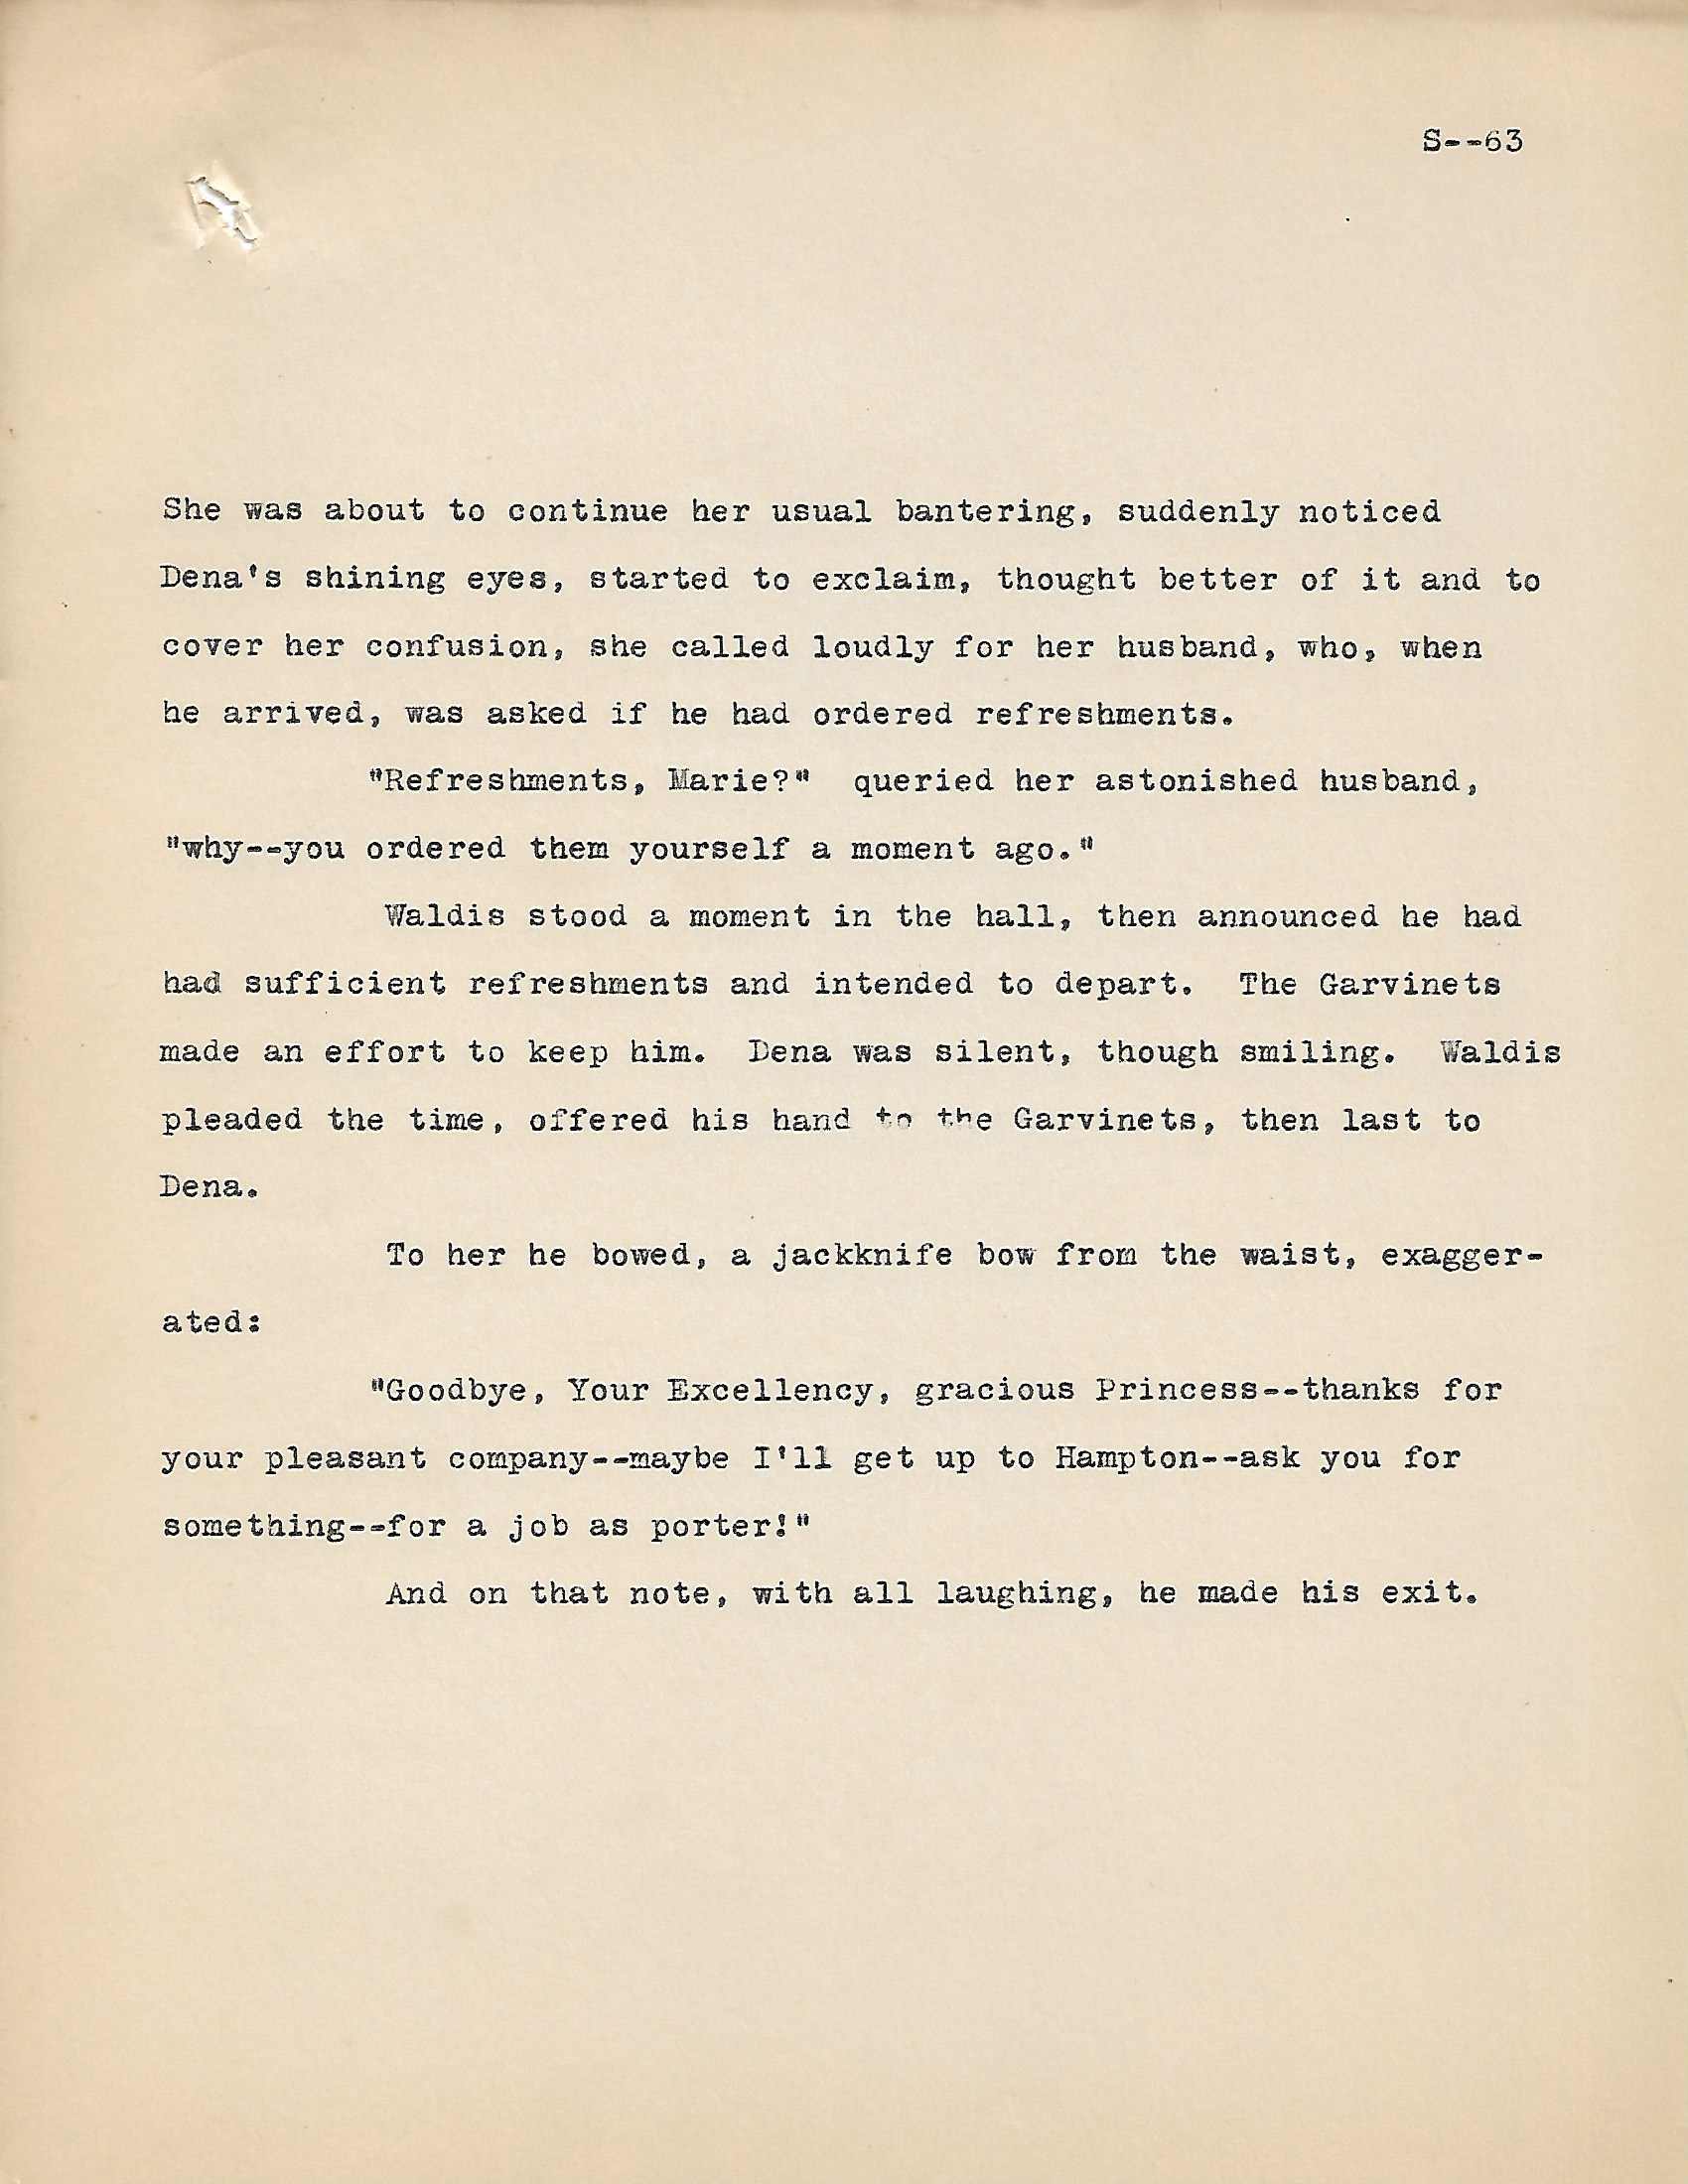 S--63
She was about to continue her usual bantering, suddenly noticed
Dena's shining eyes, started to exclaim, thought better of it and to
cover her confusion, she called loudly for her husband, who, when
he arrived, was asked if he had ordered refreshments.
"Refreshments, Marie?"  queried her astonished husband,
"why--you ordered them yourself a moment ago."
Waldis stood a moment in the hall, then announced he had
had sufficient refreshments and intended to depart.  The Garvinets
made an effort to keep him.  Dena was silent, though smiling.  Waldis
pleaded the time, offered his hand to the Garvinets, then last to
Dena.
To her he bowed, a jackknife bow from the waist, exagger-
ated:
"Goodbye, Your Excellency, gracious Princess--thanks for
your pleasant company--maybe I'll get up to Hampton--ask you for
something--for a job as porter!"
And on that note, with all laughing, he made his exit.